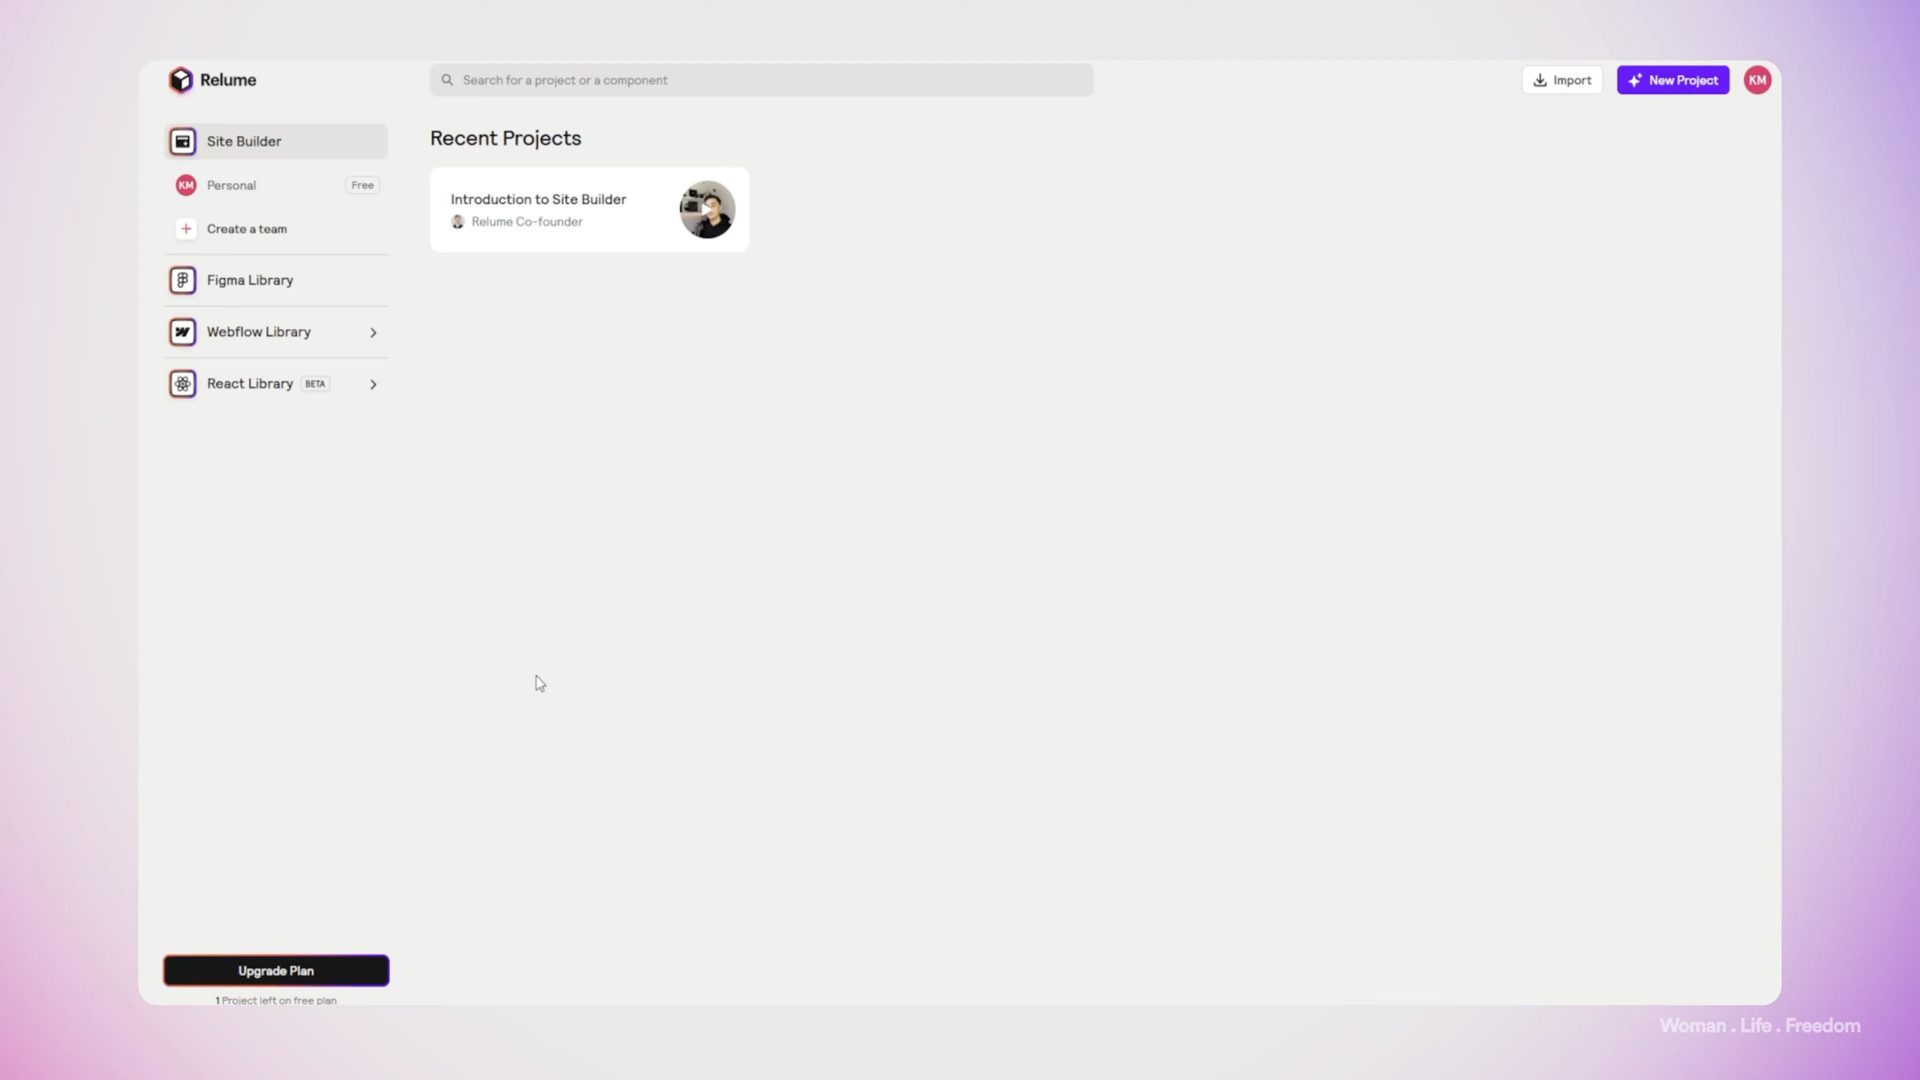 Relume
Search for a project or a component
Import
New Project
KM
Site Builder
KM Personal Free
Create a team
Figma Library
Webflow Library
React Library BETA
Recent Projects
Introduction to Site Builder
Relume Co-founder
Upgrade Plan
1 Project left on free plan
Woman . Life . Freedom